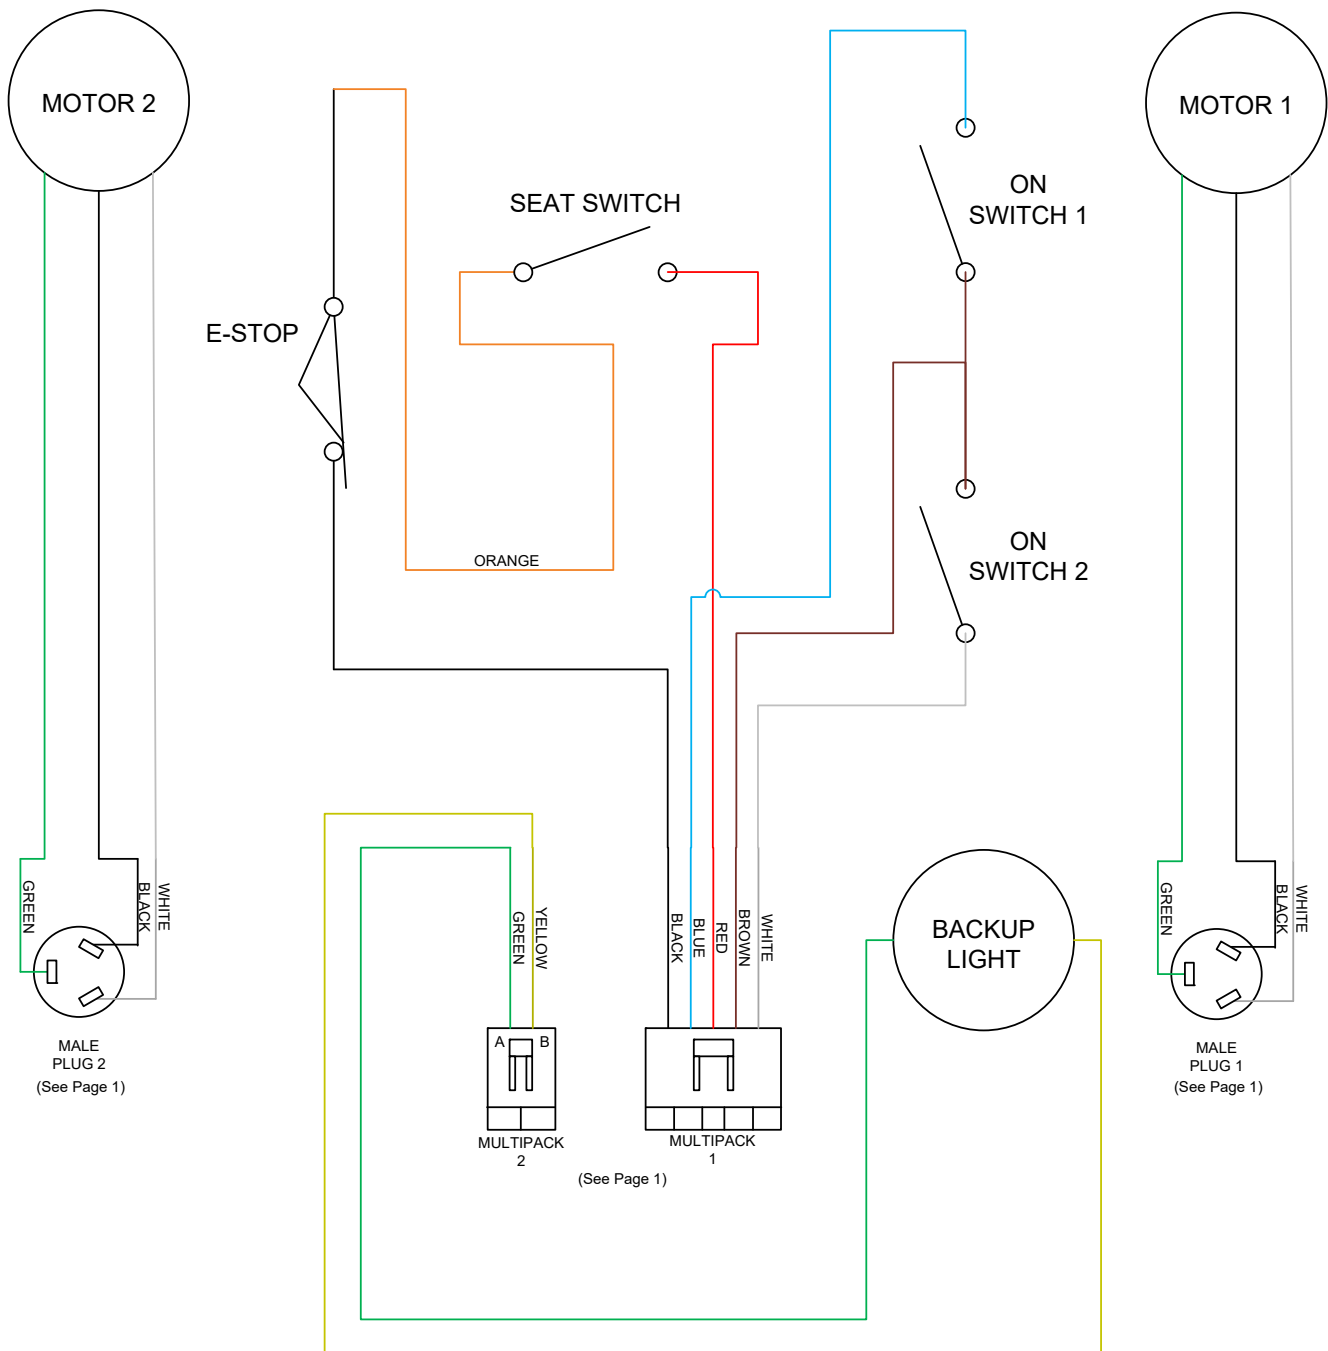 MOTOR 2
MOTOR 1
ON
SWITCH 1
SEAT SWITCH
E-STOP
ON
SWITCH 2
ORANGE
GREEN
BLACK
WHITE
GREEN
YELLOW
BLACK
BLUE
RED
BROWN
WHITE
BACKUP
LIGHT
GREEN
BLACK
WHITE
A B
MALE
PLUG 2
(See Page 1)
MALE
PLUG 1
(See Page 1)
MULTIPACK
2
MULTIPACK
1
(See Page 1)